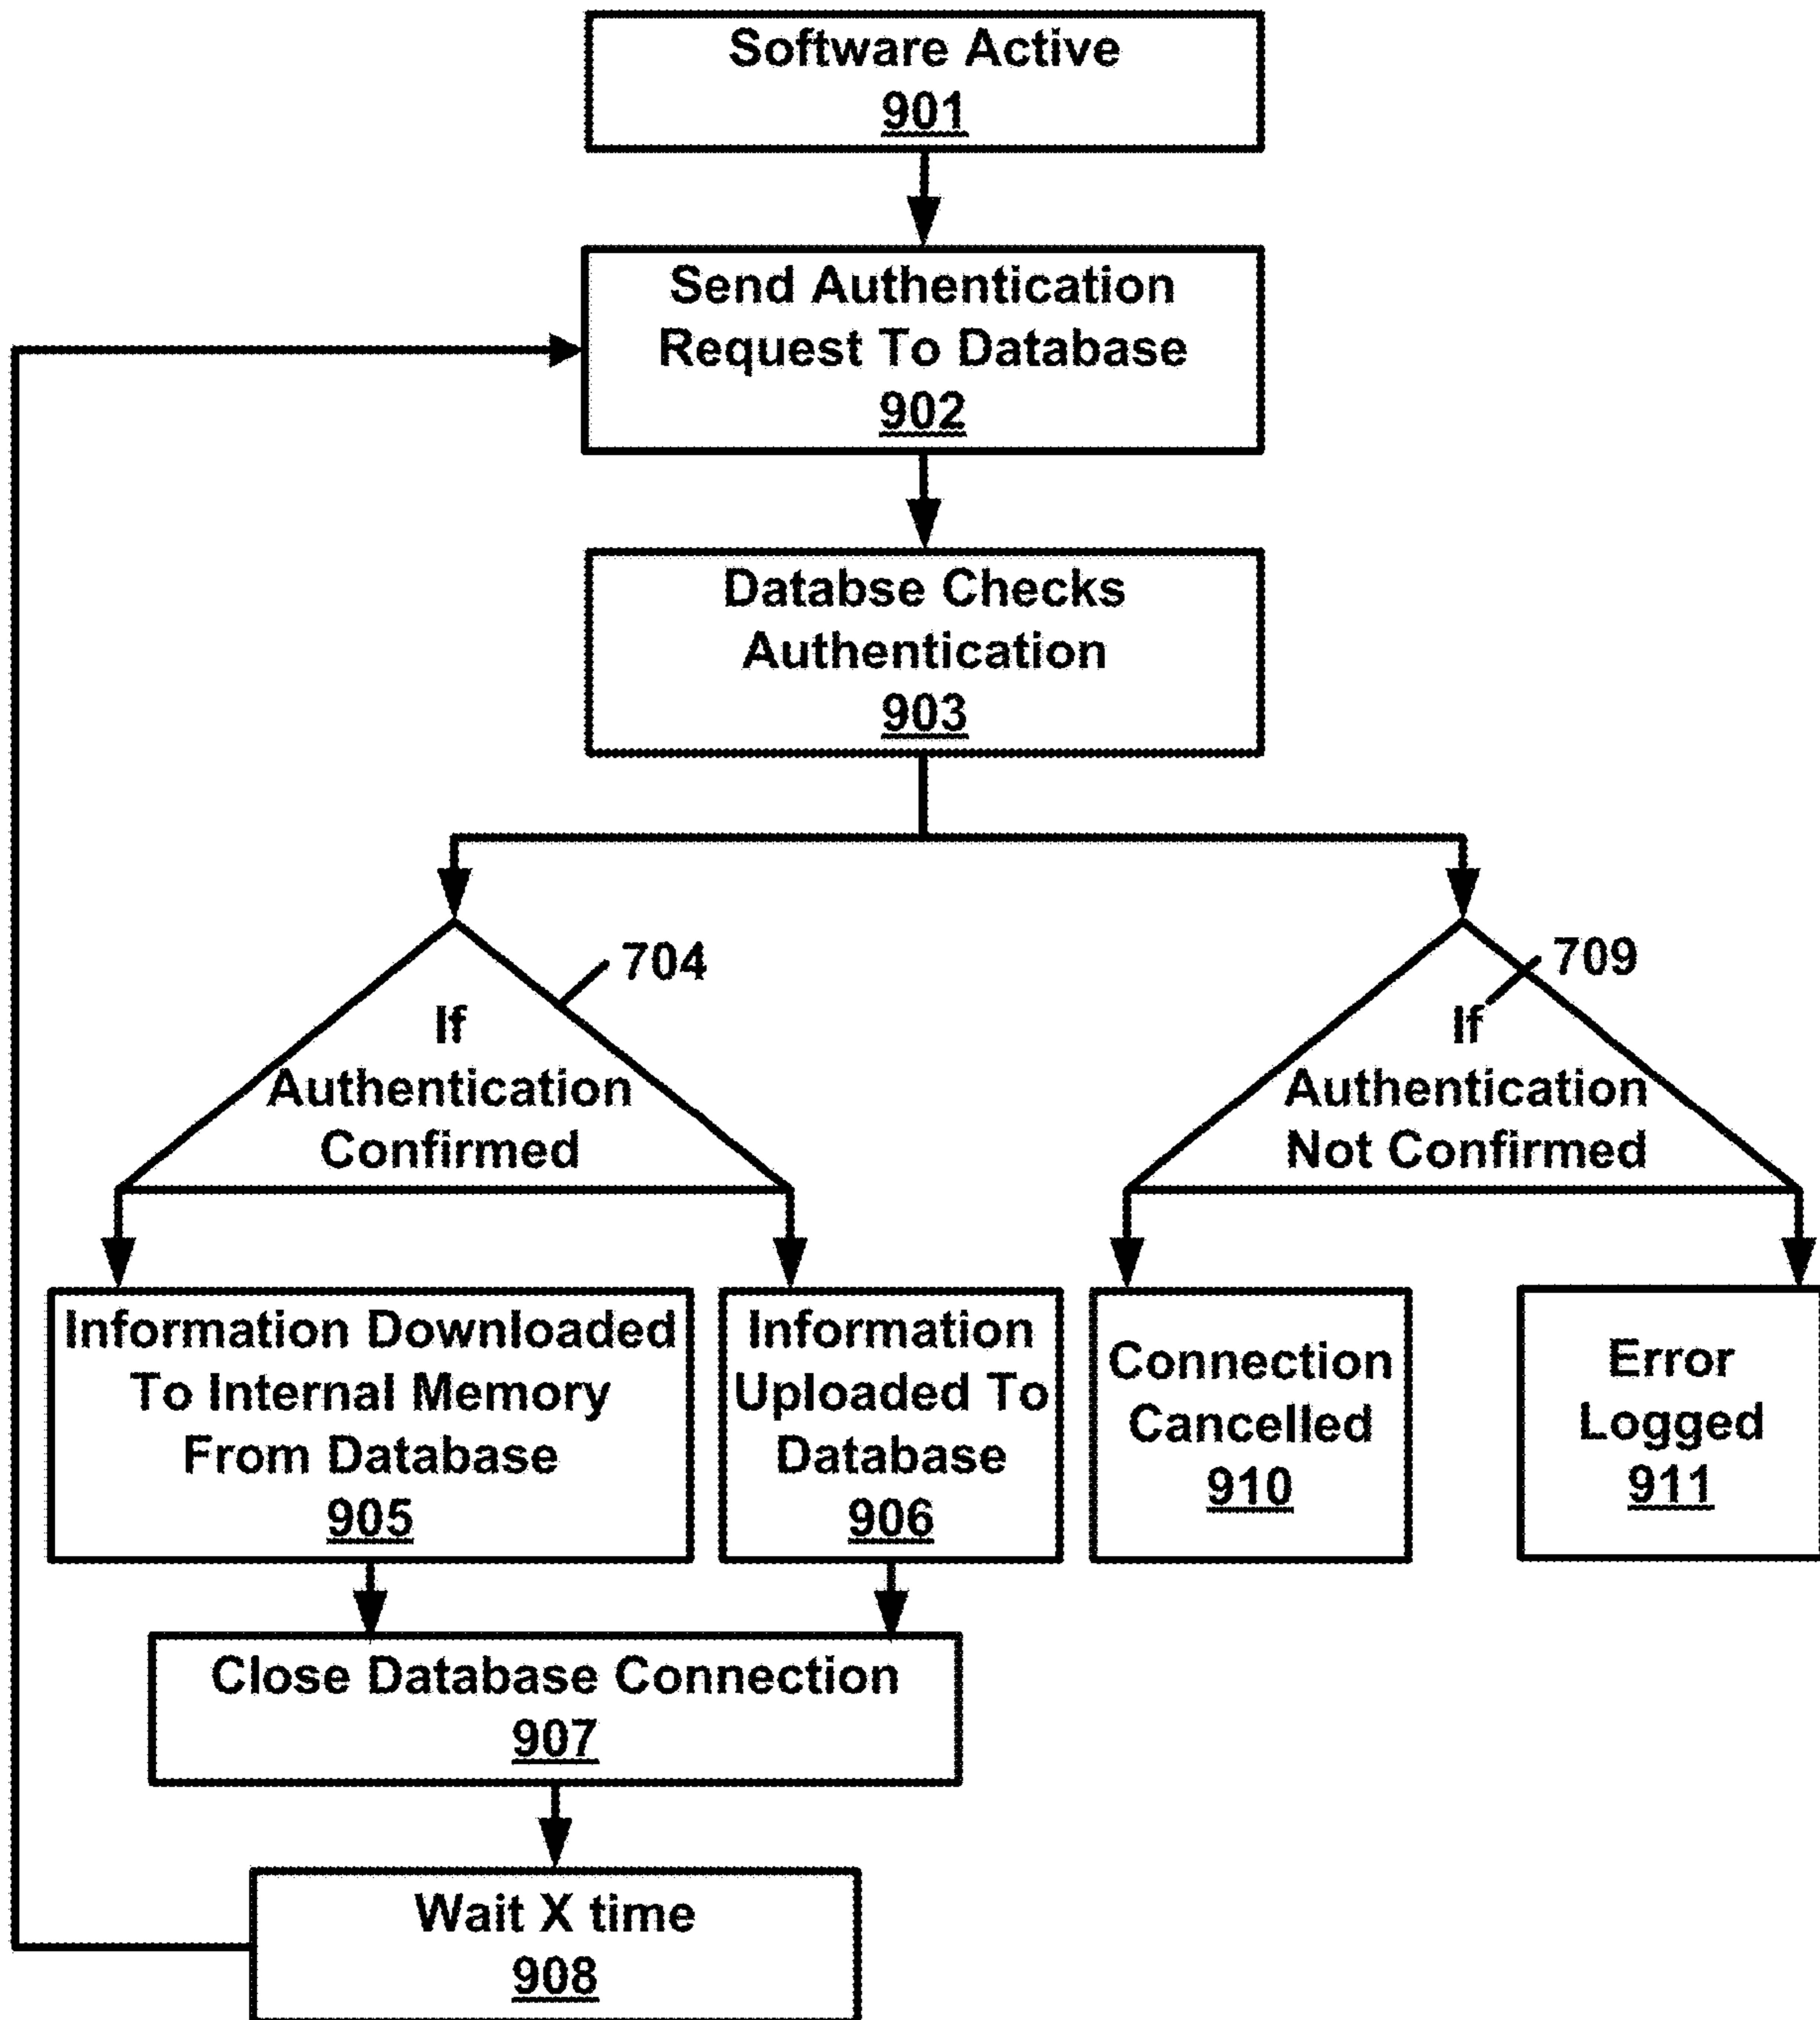 Software Active
901
Send Authentication
Request To Database
902
Databse Checks
Authentication
903
704
If
Authentication
Confirmed
709
If
Authentication
Not Confirmed
Information Downloaded
To Internal Memory
From Database
905
Information
Uploaded To
Database
906
Connection
Cancelled
910
Error
Logged
911
Close Database Connection
907
Wait X time
908